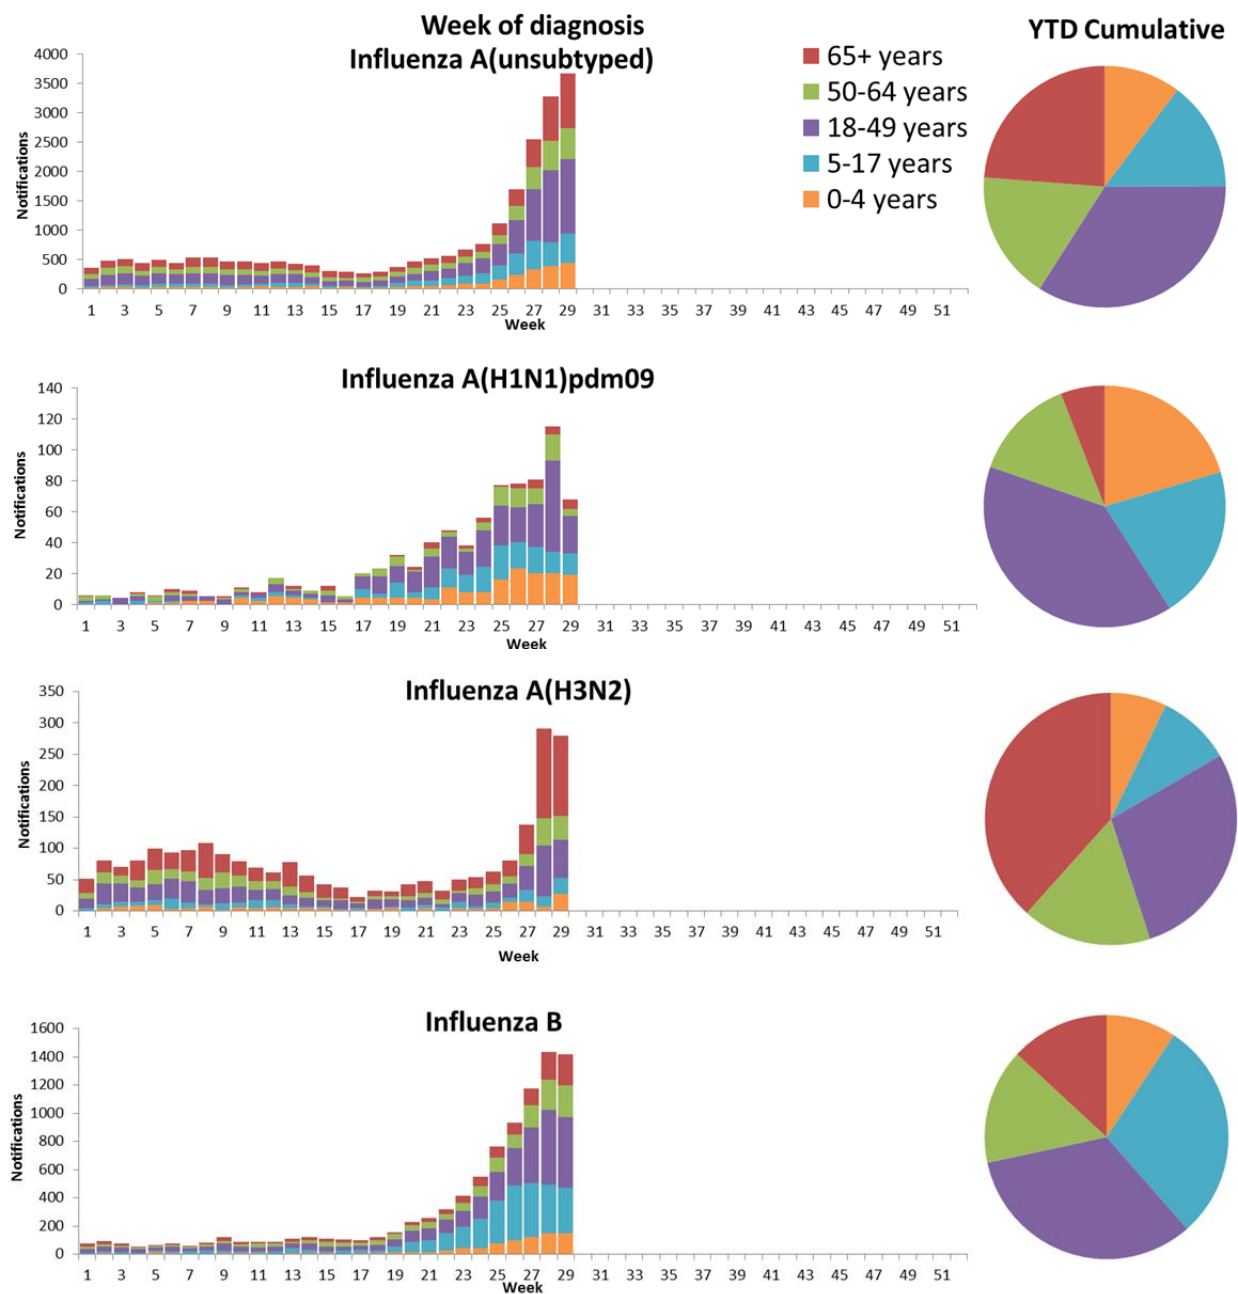 Week of diagnosis
Influenza A(unsubtyped)
YTD Cumulative
65+ years
50-64 years
18-49 years
5-17 years
0-4 years
Notifications
4000
3500
3000
2500
2000
1500
1000
500
0
1 3 5 7 9 11 13 15 17 19 21 23 25 27 29 31 33 35 37 39 41 43 45 47 49 51
Week
Influenza A(H1N1)pdm09
Notifications
140
120
100
80
60
40
20
0
1 3 5 7 9 11 13 15 17 19 21 23 25 27 29 31 33 35 37 39 41 43 45 47 49 51
Week
Influenza A(H3N2)
Notifications
350
300
250
200
150
100
50
0
1 3 5 7 9 11 13 15 17 19 21 23 25 27 29 31 33 35 37 39 41 43 45 47 49 51
Week
Influenza B
Notifications
1600
1400
1200
1000
800
600
400
200
0
1 3 5 7 9 11 13 15 17 19 21 23 25 27 29 31 33 35 37 39 41 43 45 47 49 51
Week